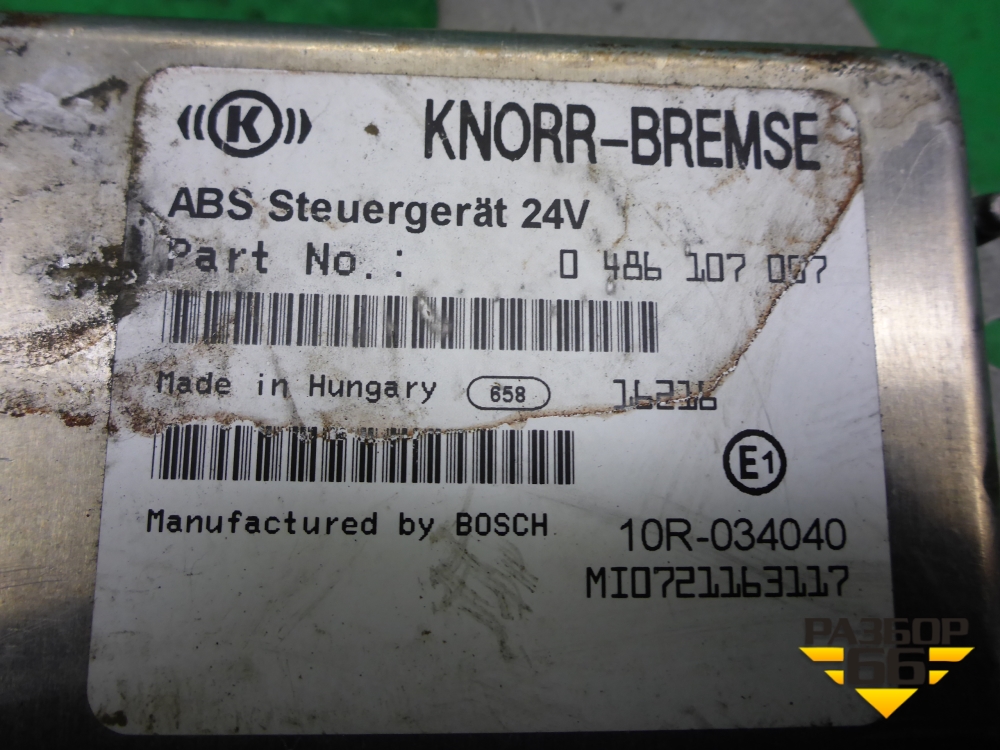 K KNORR-BREMSE
ABS Steuergerät 24V
Part No.: 0 486 107 007
Made in Hungary 658 16216
E1
Manufactured by BOSCH 10R-034040
MI0721163117
РАЗБОР
66